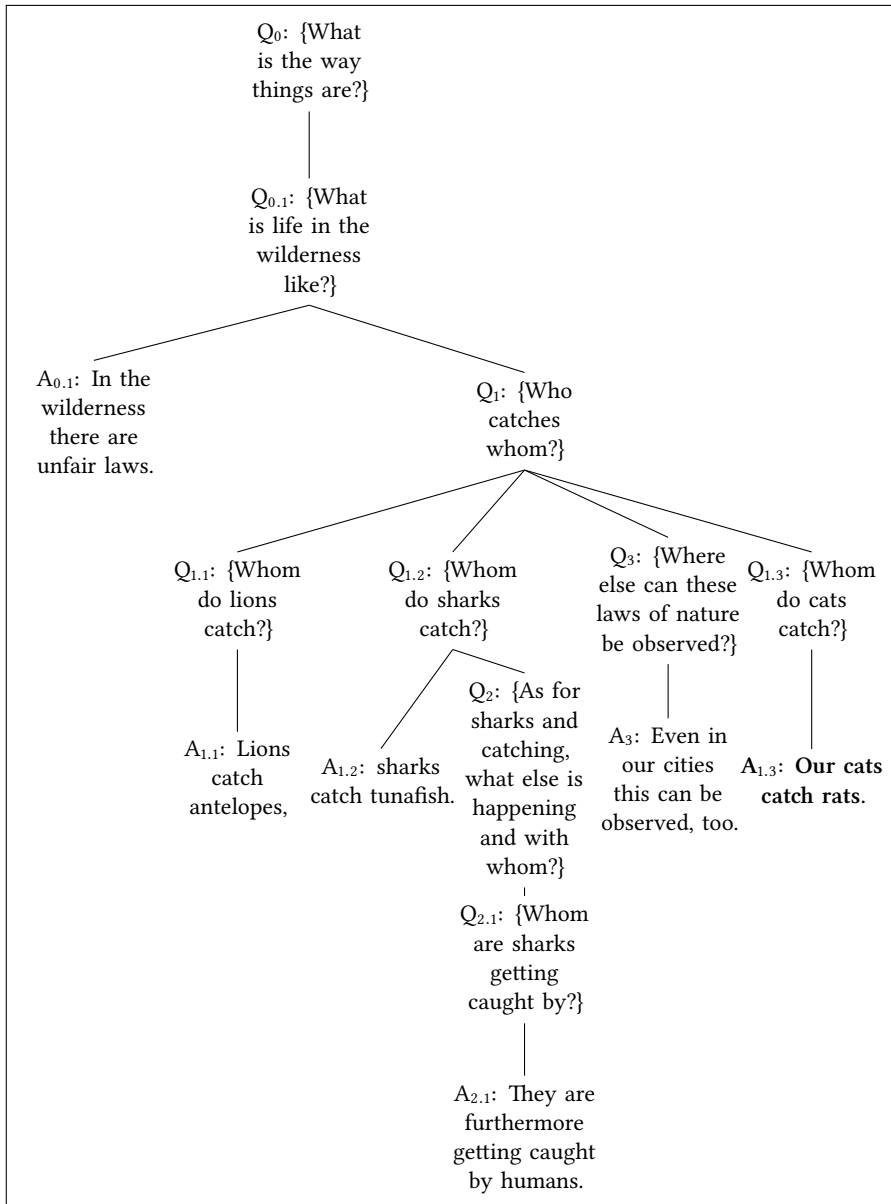 Q₀: {What
is the way
things are?}
Q₀.₁: {What
is life in the
wilderness
like?}
A₀.₁: In the
wilderness
there are
unfair laws.
Q₁: {Who
catches
whom?}
Q₁.₁: {Whom
do lions
catch?}
A₁.₁: Lions
catch
antelopes,
Q₁.₂: {Whom
do sharks
catch?}
A₁.₂: sharks
catch tunafish.
Q₂: {As for
sharks and
catching,
what else is
happening
and with
whom?}
Q₂.₁: {Whom
are sharks
getting
caught by?}
A₂.₁: They are
furthermore
getting caught
by humans.
Q₃: {Where
else can these
laws of nature
be observed?}
A₃: Even in
our cities
this can be
observed, too.
Q₁.₃: {Whom
do cats
catch?}
A₁.₃: Our cats
catch rats.